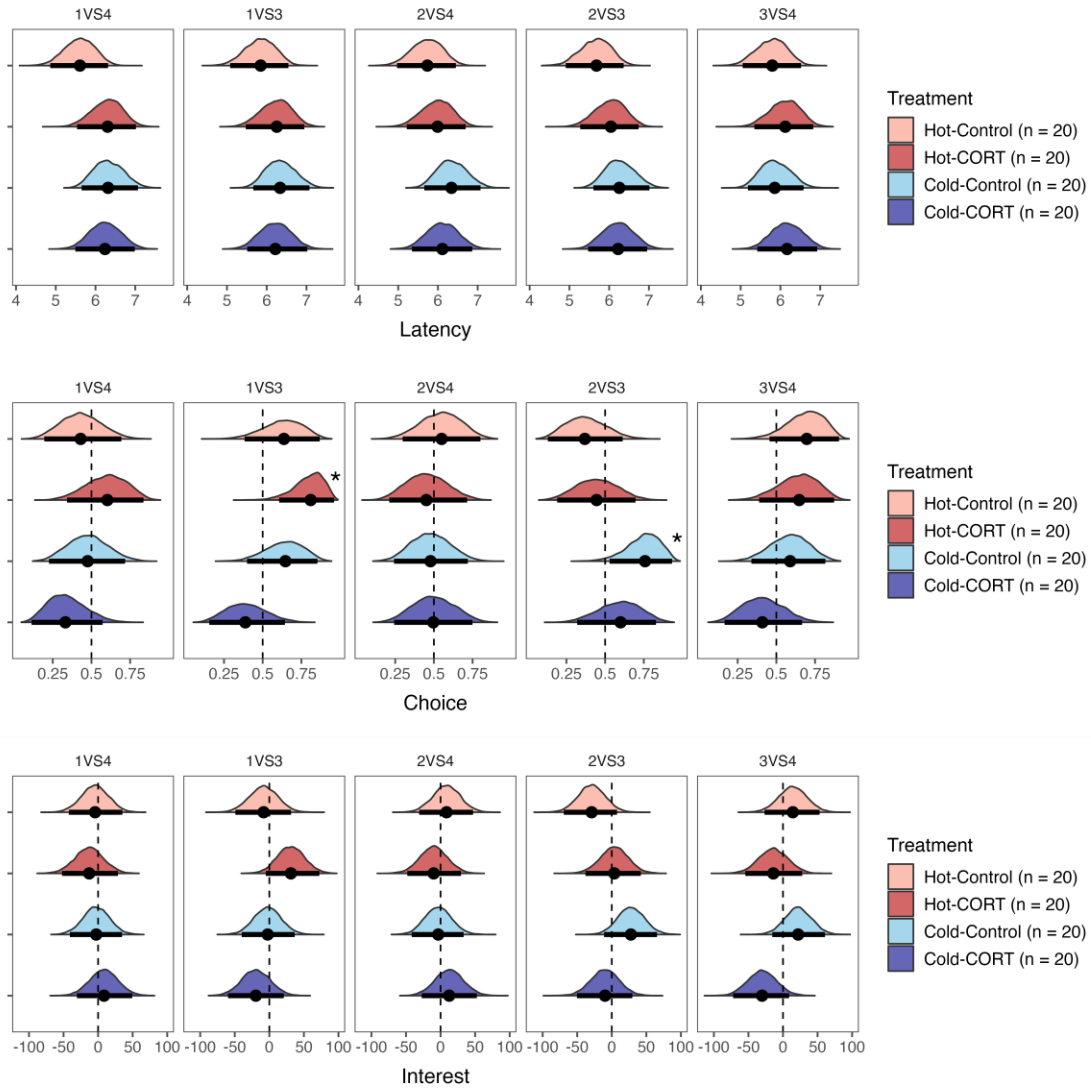 1VS4 1VS3 2VS4 2VS3 3VS4
Treatment
Hot-Control (n = 20)
Hot-CORT (n = 20)
Cold-Control (n = 20)
Cold-CORT (n = 20)
4 5 6 7 4 5 6 7 4 5 6 7 4 5 6 7 4 5 6 7
Latency
1VS4 1VS3 2VS4 2VS3 3VS4
*
*
Treatment
Hot-Control (n = 20)
Hot-CORT (n = 20)
Cold-Control (n = 20)
Cold-CORT (n = 20)
0.25 0.5 0.75 0.25 0.5 0.75 0.25 0.5 0.75 0.25 0.5 0.75 0.25 0.5 0.75
Choice
1VS4 1VS3 2VS4 2VS3 3VS4
Treatment
Hot-Control (n = 20)
Hot-CORT (n = 20)
Cold-Control (n = 20)
Cold-CORT (n = 20)
-100 -50 0 50 100 -100 -50 0 50 100 -100 -50 0 50 100 -100 -50 0 50 100 -100 -50 0 50 100
Interest